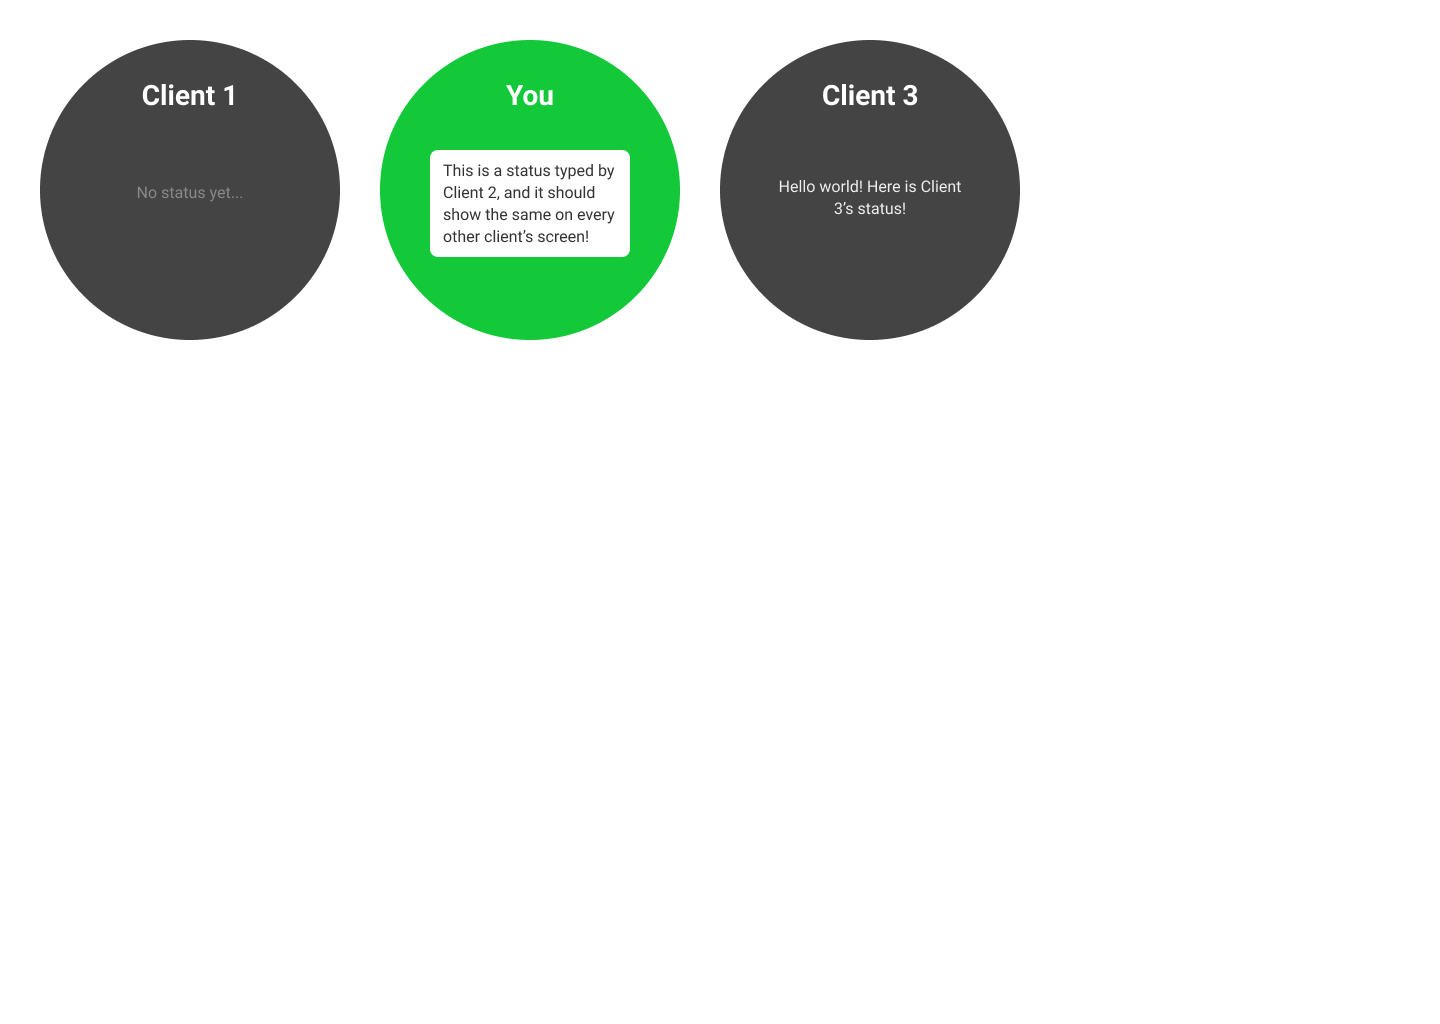 Client 1
No status yet...
You
This is a status typed by
Client 2, and it should
show the same on every
other client’s screen!
Client 3
Hello world! Here is Client
3’s status!